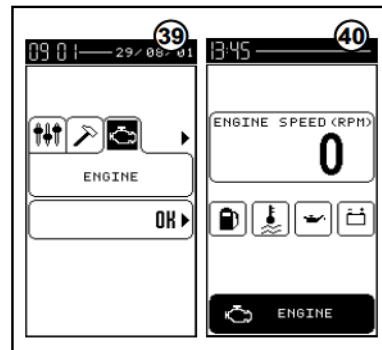 39
09 01 29/08/01
ENGINE
OK
40
13:45
ENGINE SPEED (RPM)
0
ENGINE